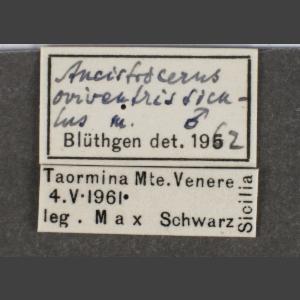 Ancistrocerus
oviventris sicu-
lus m. ♂
Blüthgen det. 1962
Taormina Mte. Venere
4.V.1961.
leg. Max Schwarz
Sicilia